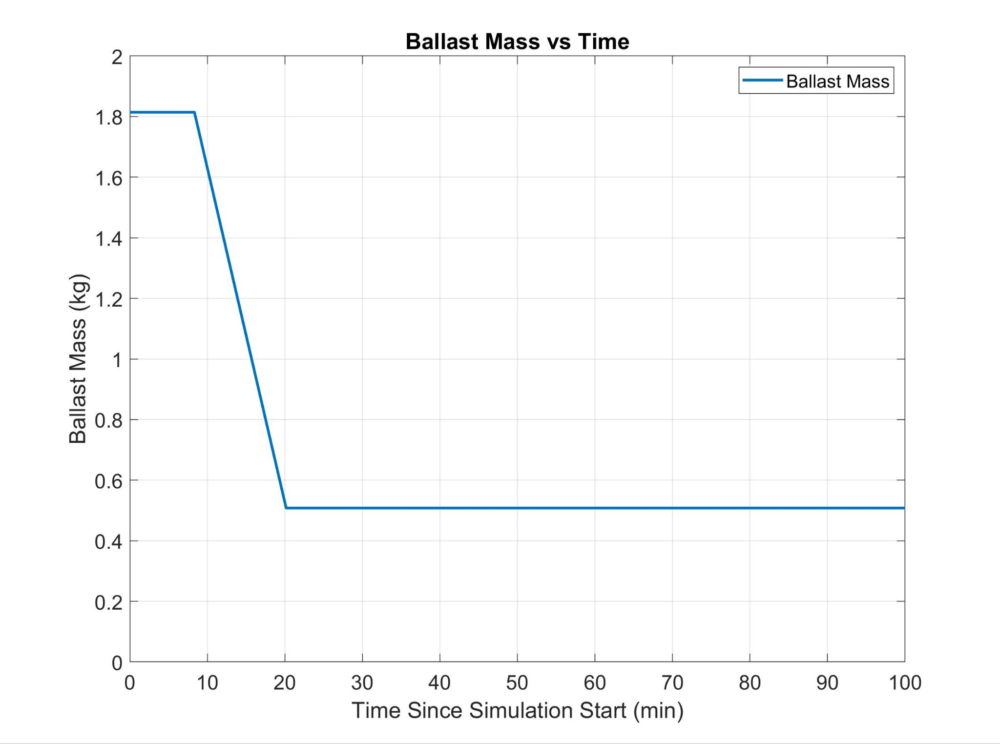 Ballast Mass vs Time
Ballast Mass
2
1.8
1.6
1.4
1.2
1
0.8
0.6
0.4
0.2
0
Ballast Mass (kg)
0 10 20 30 40 50 60 70 80 90 100
Time Since Simulation Start (min)